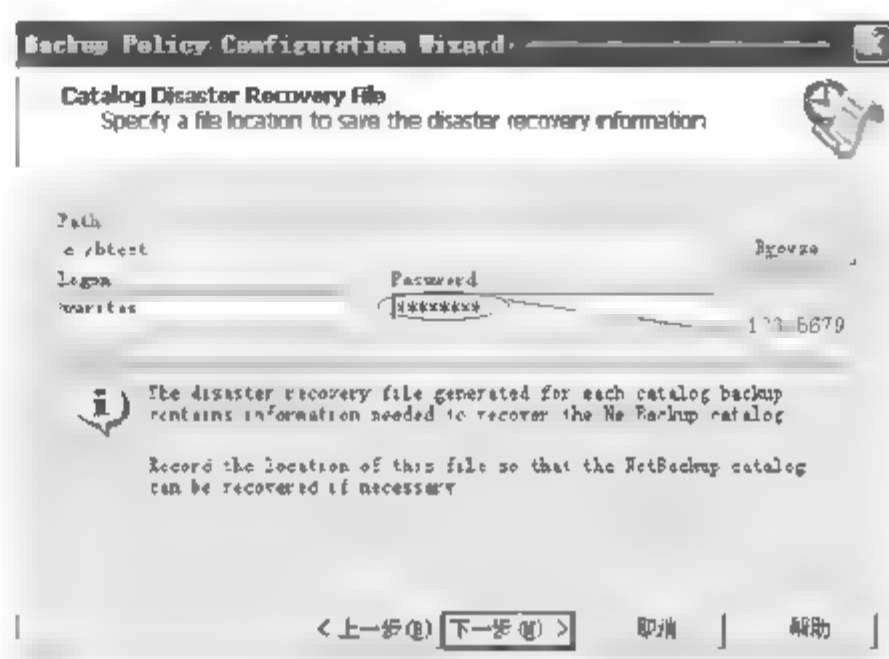 Backup Policy Configuration Wizard
Catalog Disaster Recovery File
Specify a file location to save the disaster recovery information
Path
Browse
Logon Password
veritas ********
The disaster recovery file generated for each catalog backup
contains information needed to recover the NetBackup catalog
Record the location of this file so that the NetBackup catalog
can be recovered if necessary
< 上一步(B) 下一步(N) > 取消 帮助